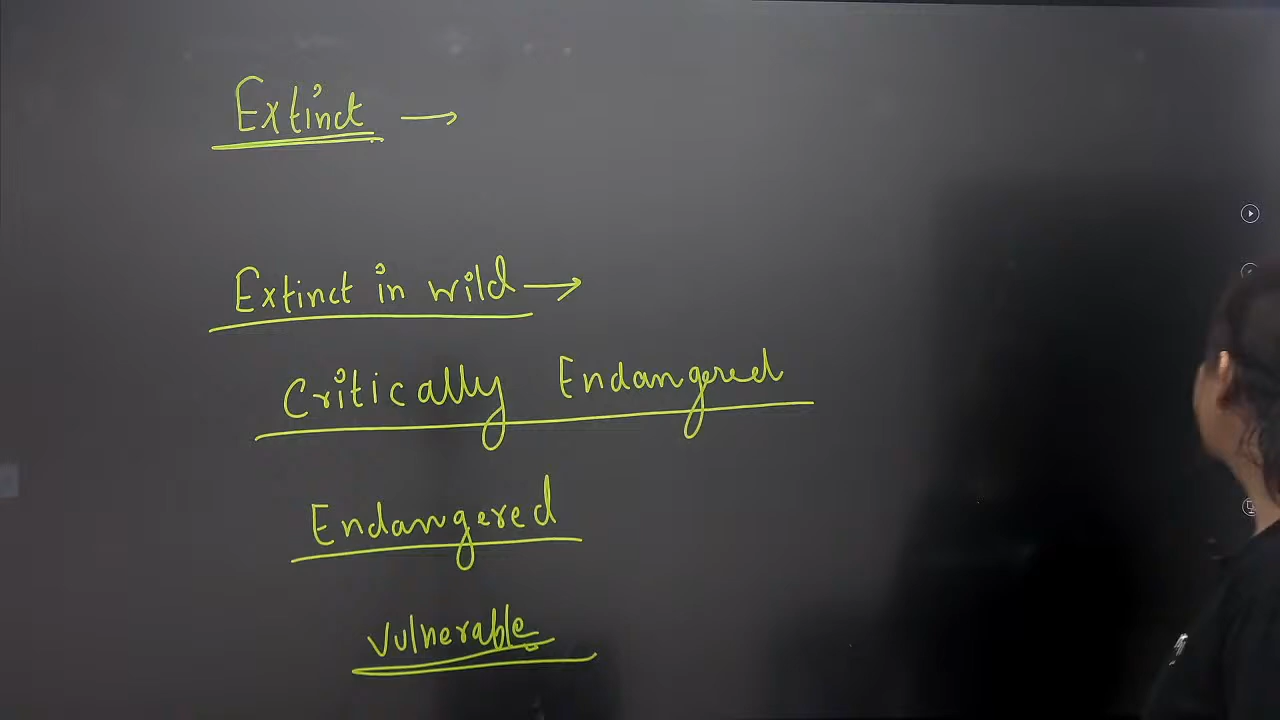 Extinct →
Extinct in wild →
Critically Endangered
Endangered
Vulnerable